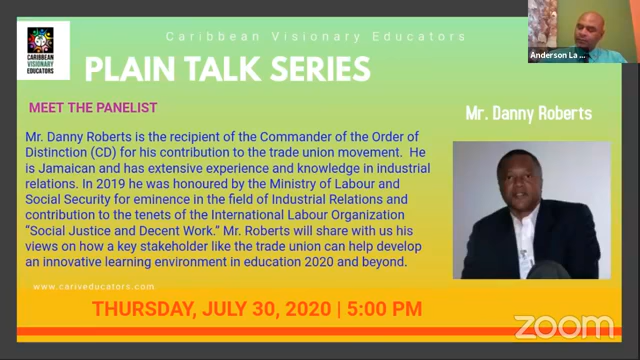 Caribbean Visionary Educators
CARIBBEAN
VISIONARY
EDUCATORS
PLAIN TALK SERIES
Anderson La ...
MEET THE PANELIST
Mr. Danny Roberts
Mr. Danny Roberts is the recipient of the Commander of the Order of
Distinction (CD) for his contribution to the trade union movement. He
is Jamaican and has extensive experience and knowledge in industrial
relations. In 2019 he was honoured by the Ministry of Labour and
Social Security for eminence in the field of Industrial Relations and
contribution to the tenets of the International Labour Organization
“Social Justice and Decent Work.” Mr. Roberts will share with us his
views on how a key stakeholder like the trade union can help develop
an innovative learning environment in education 2020 and beyond.
www.cariveducators.com
THURSDAY, JULY 30, 2020 | 5:00 PM
zoom